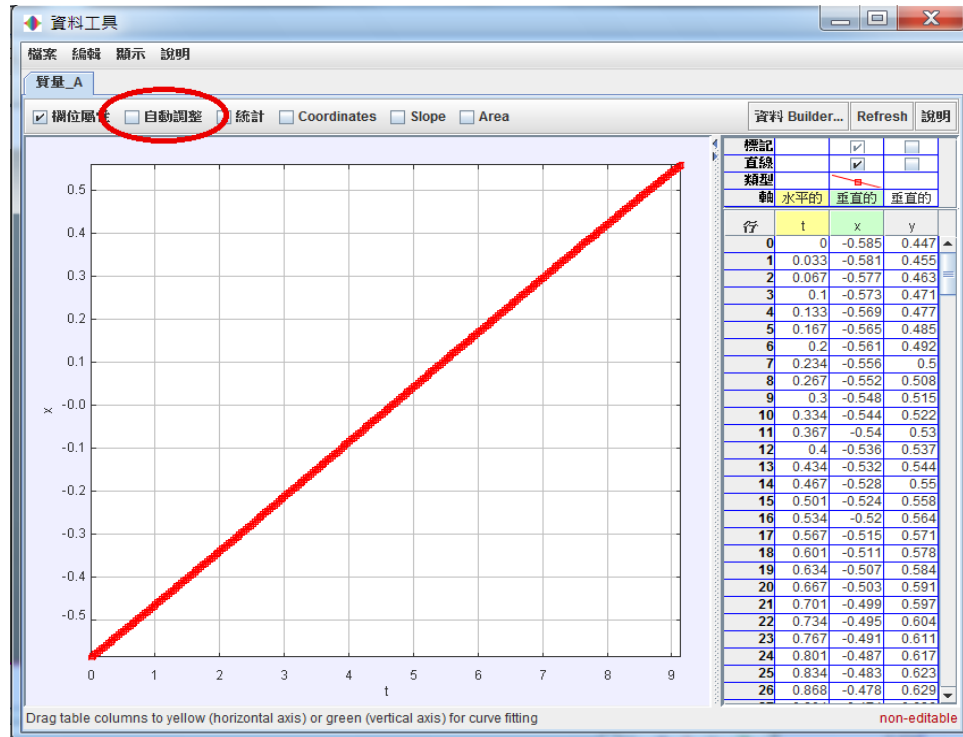 資料工具
檔案 編輯 顯示 說明
質量_A
欄位屬性 自動調整 統計 Coordinates Slope Area 資料 Builder... Refresh 說明
標記
直線
類型
軸 水平的 垂直的 垂直的
行 t x y
0 0 -0.585 0.447
1 0.033 -0.581 0.455
2 0.067 -0.577 0.463
3 0.1 -0.573 0.471
4 0.133 -0.569 0.477
5 0.167 -0.565 0.485
6 0.2 -0.561 0.492
7 0.234 -0.556 0.5
8 0.267 -0.552 0.508
9 0.3 -0.548 0.515
10 0.334 -0.544 0.522
11 0.367 -0.54 0.53
12 0.4 -0.536 0.537
13 0.434 -0.532 0.544
14 0.467 -0.528 0.55
15 0.501 -0.524 0.558
16 0.534 -0.52 0.564
17 0.567 -0.515 0.571
18 0.601 -0.511 0.578
19 0.634 -0.507 0.584
20 0.667 -0.503 0.591
21 0.701 -0.499 0.597
22 0.734 -0.495 0.604
23 0.767 -0.491 0.611
24 0.801 -0.487 0.617
25 0.834 -0.483 0.623
26 0.868 -0.478 0.629
0.5
0.4
0.3
0.2
0.1
-0.0
-0.1
-0.2
-0.3
-0.4
-0.5
x
0 1 2 3 4 5 6 7 8 9
t
Drag table columns to yellow (horizontal axis) or green (vertical axis) for curve fitting non-editable